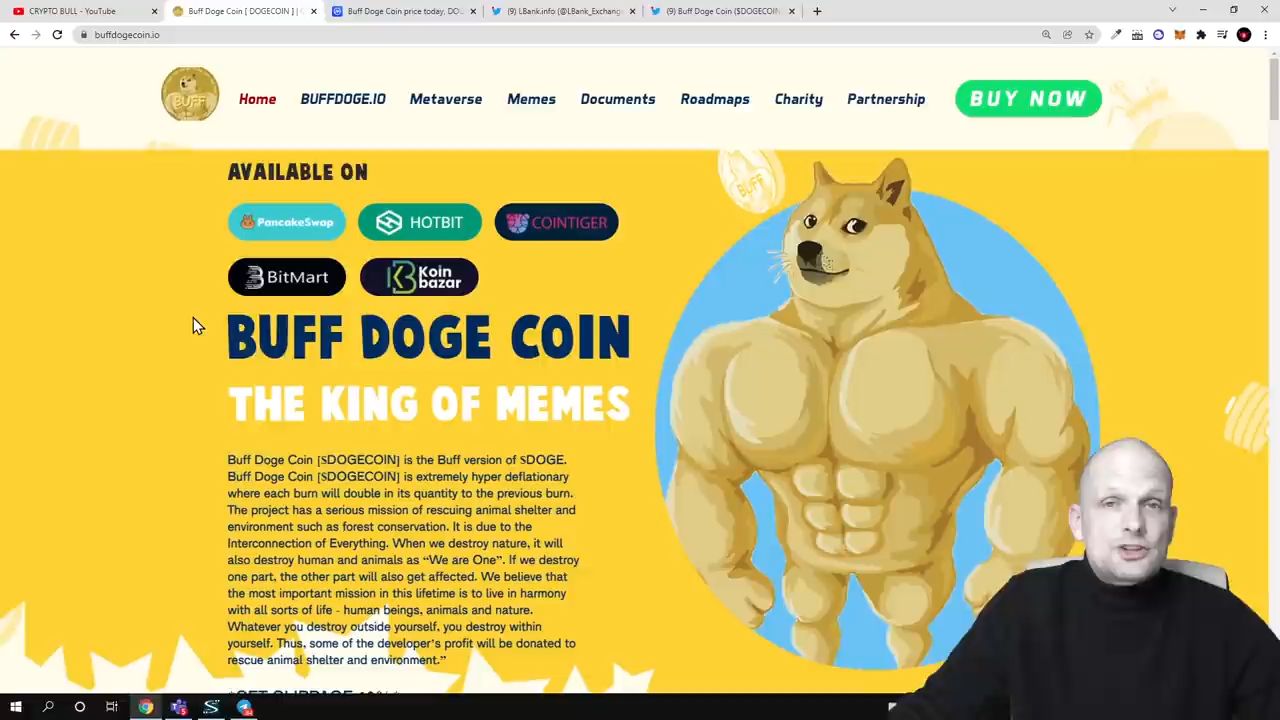 CRYPTO BULL - YouTube
Buff Doge Coin [ DOGECOIN ] | C
Buff Doge Coin price today, DO
(9) LBank.info (@LBank_Exchang
(9) Buff Doge Coin ($DOGECOIN
buffdogecoin.io
BUFF
Home
BUFFDOGE.IO
Metaverse
Memes
Documents
Roadmaps
Charity
Partnership
BUY NOW
AVAILABLE ON
BUFF
PancakeSwap
HOTBIT
COINTIGER
BitMart
Koin
bazar
BUFF DOGE COIN
THE KING OF MEMES
Buff Doge Coin [$DOGECOIN] is the Buff version of $DOGE.
Buff Doge Coin [$DOGECOIN] is extremely hyper deflationary
where each burn will double in its quantity to the previous burn.
The project has a serious mission of rescuing animal shelter and
environment such as forest conservation. It is due to the
Interconnection of Everything. When we destroy nature, it will
also destroy human and animals as “We are One”. If we destroy
one part, the other part will also get affected. We believe that
the most important mission in this lifetime is to live in harmony
with all sorts of life - human beings, animals and nature.
Whatever you destroy outside yourself, you destroy within
yourself. Thus, some of the developer's profit will be donated to
rescue animal shelter and environment.”